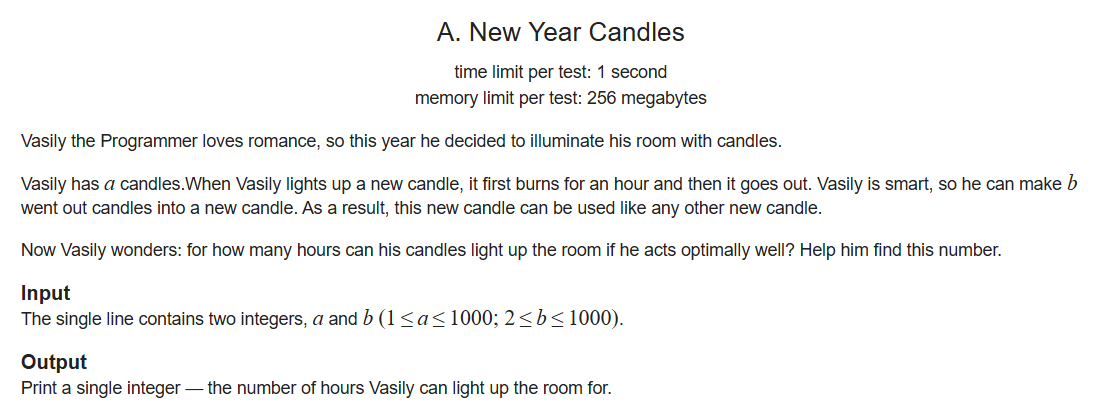 A. New Year Candles
time limit per test: 1 second
memory limit per test: 256 megabytes
Vasily the Programmer loves romance, so this year he decided to illuminate his room with candles.
Vasily has a candles.When Vasily lights up a new candle, it first burns for an hour and then it goes out. Vasily is smart, so he can make b
went out candles into a new candle. As a result, this new candle can be used like any other new candle.
Now Vasily wonders: for how many hours can his candles light up the room if he acts optimally well? Help him find this number.
Input
The single line contains two integers, a and b (1 ≤ a ≤ 1000; 2 ≤ b ≤ 1000).
Output
Print a single integer — the number of hours Vasily can light up the room for.